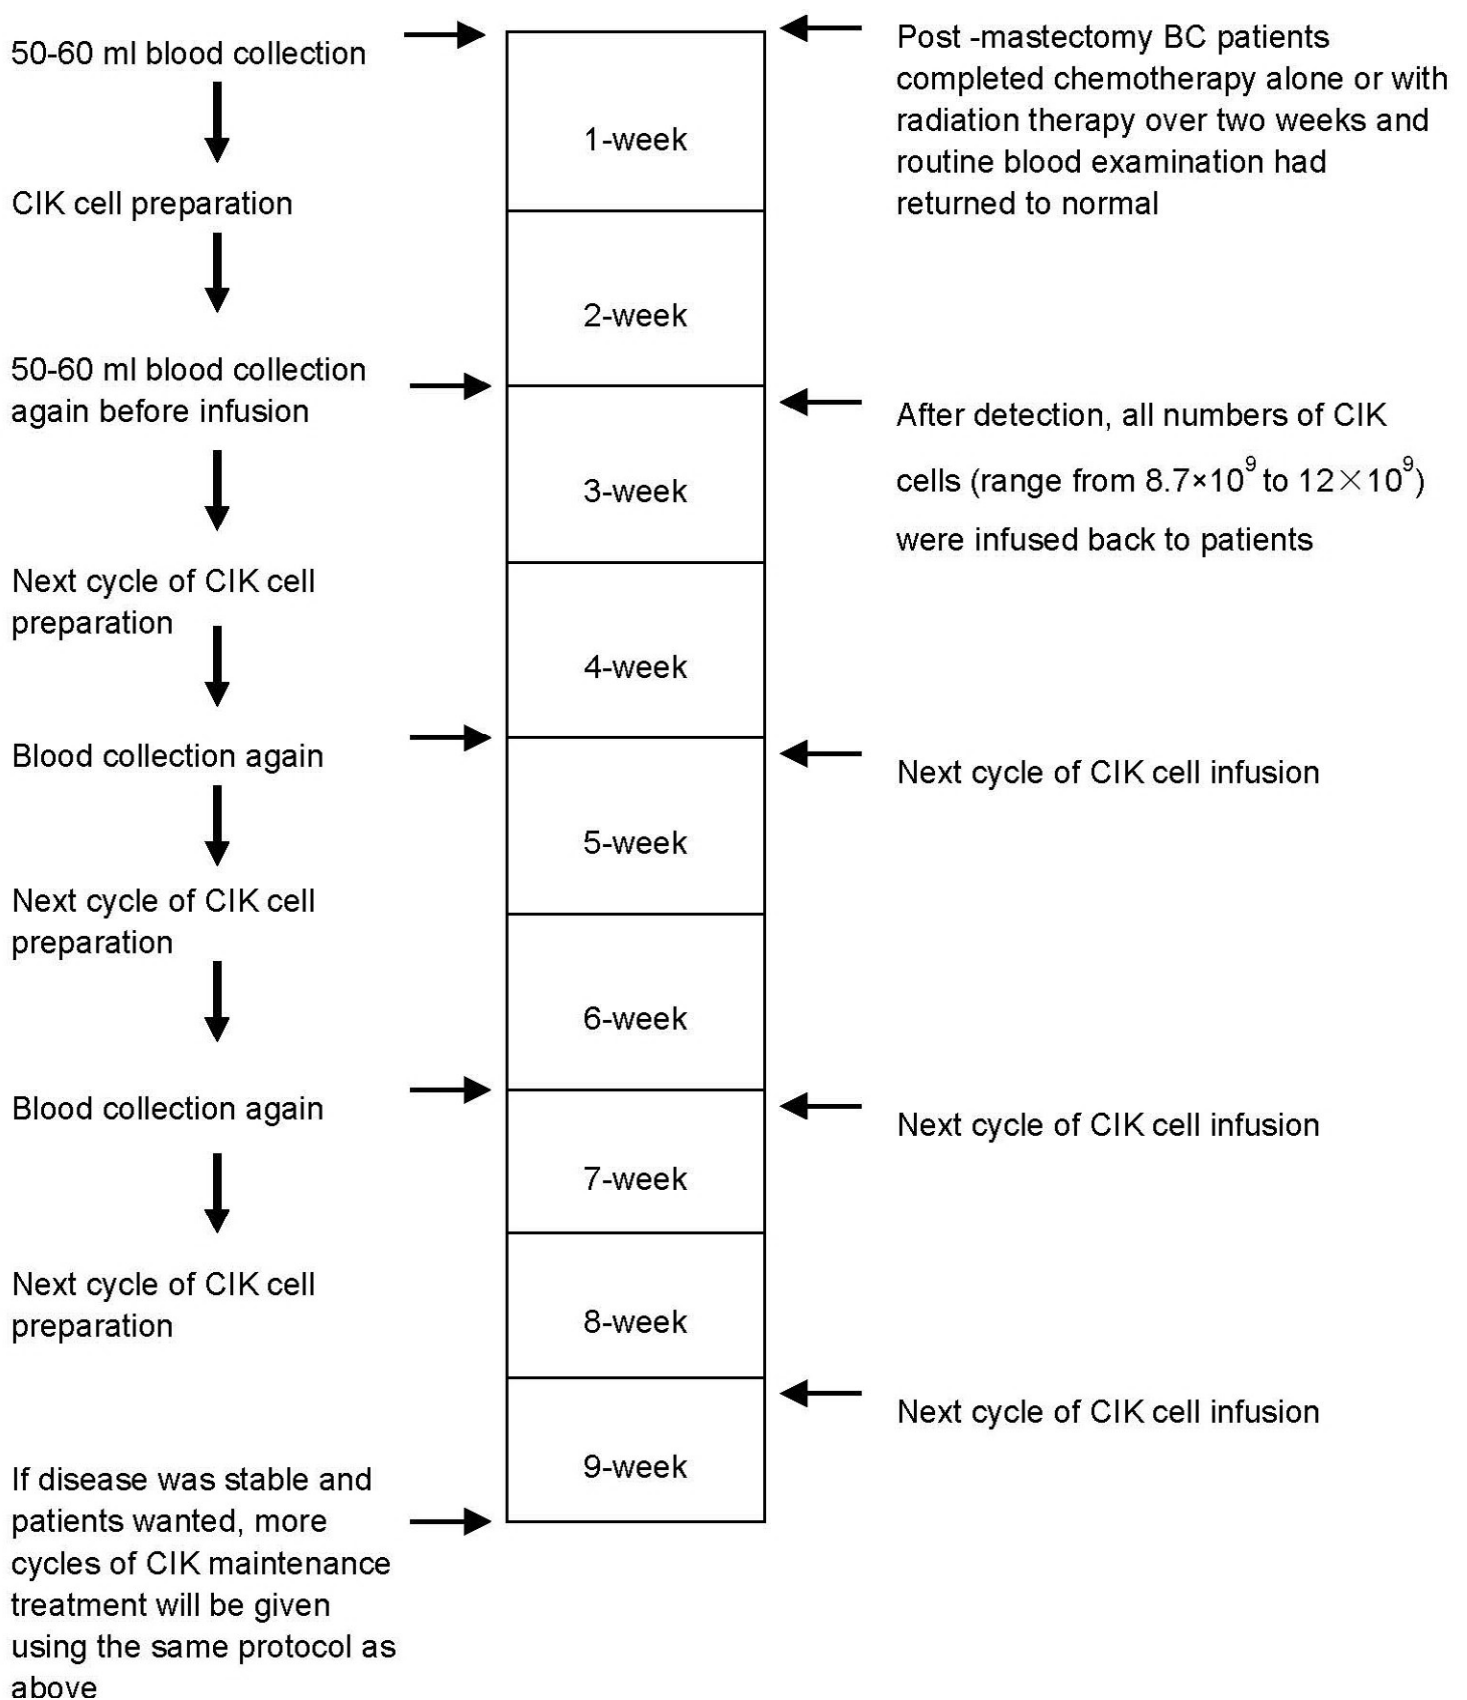 50-60 ml blood collection
CIK cell preparation
50-60 ml blood collection
again before infusion
Next cycle of CIK cell
preparation
Blood collection again
Next cycle of CIK cell
preparation
Blood collection again
Next cycle of CIK cell
preparation
If disease was stable and
patients wanted, more
cycles of CIK maintenance
treatment will be given
using the same protocol as
above
1-week
2-week
3-week
4-week
5-week
6-week
7-week
8-week
9-week
Post -mastectomy BC patients
completed chemotherapy alone or with
radiation therapy over two weeks and
routine blood examination had
returned to normal
After detection, all numbers of CIK
cells (range from 8.7×10⁹ to 12×10⁹)
were infused back to patients
Next cycle of CIK cell infusion
Next cycle of CIK cell infusion
Next cycle of CIK cell infusion